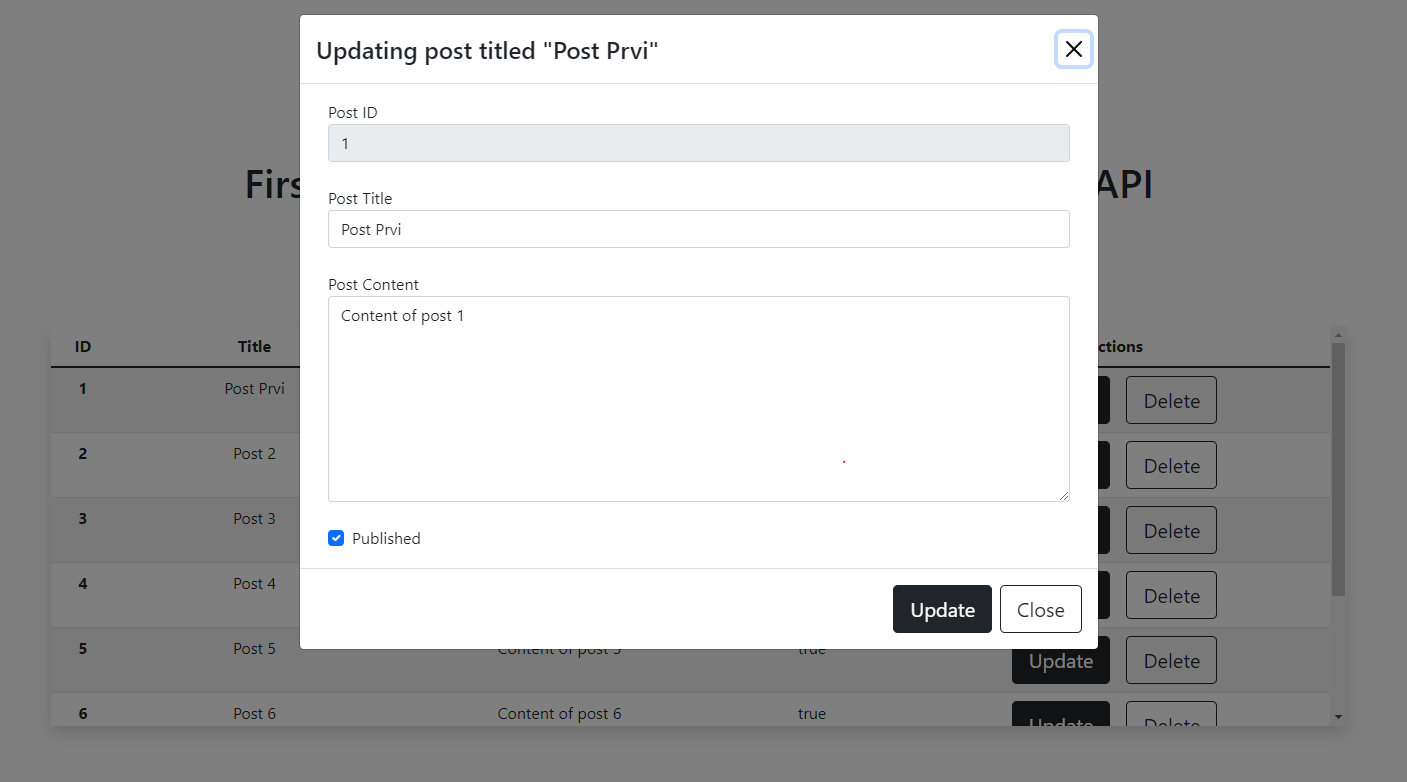 Updating post titled "Post Prvi"
Post ID
1
API
Post Title
Post Prvi
Post Content
Content of post 1
ID Title
1 Post Prvi Delete
2 Post 2 Delete
3 Post 3 Delete
Published
4 Post 4 Delete
Update Close
5 Post 5 Content of post 5 true Update Delete
6 Post 6 Content of post 6 true Update Delete